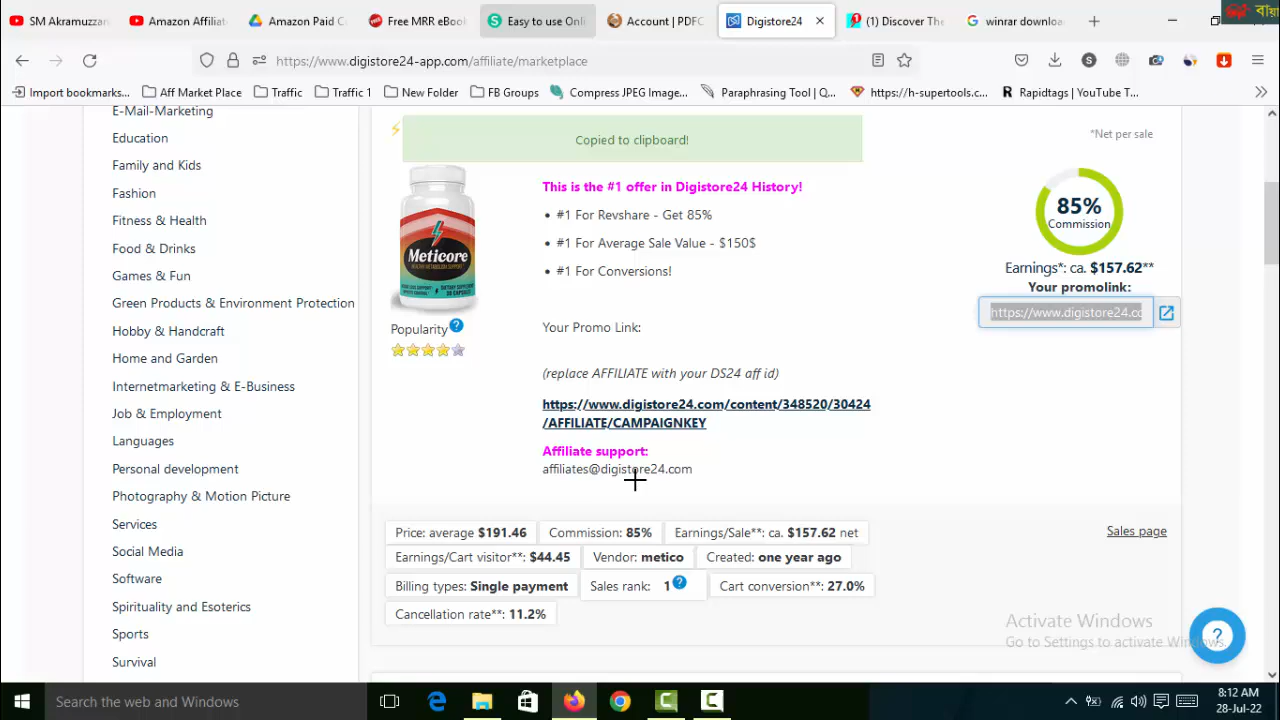 SM Akramuzzan
Amazon Affiliat
Amazon Paid C
Free MRR eBoo
Easy
Onli
Account | PDFC
Digistore24
(1) Discover The
winrar downloa
বায়া
https://www.digistore24-app.com/affiliate/marketplace
Import bookmarks...
Aff Market Place
Traffic
Traffic 1
New Folder
FB Groups
Compress JPEG Image...
Paraphrasing Tool | Q...
https://h-supertools.c...
Rapidtags | YouTube T...
E-Mail-Marketing
Education
Family and Kids
Fashion
Fitness & Health
Food & Drinks
Games & Fun
Green Products & Environment Protection
Hobby & Handcraft
Home and Garden
Internetmarketing & E-Business
Job & Employment
Languages
Personal development
Photography & Motion Picture
Services
Social Media
Software
Spirituality and Esoterics
Sports
Survival
Copied to clipboard!
*Net per sale
Meticore
Popularity
This is the #1 offer in Digistore24 History!
#1 For Revshare - Get 85%
#1 For Average Sale Value - $150$
#1 For Conversions!
Your Promo Link:
(replace AFFILIATE with your DS24 aff id)
https://www.digistore24.com/content/348520/30424
/AFFILIATE/CAMPAIGNKEY
Affiliate support:
affiliates@digistore24.com
85%
Commission
Earnings*: ca. $157.62**
Your promolink:
https://www.digistore24.co
Price: average $191.46
Commission: 85%
Earnings/Sale**: ca. $157.62 net
Sales page
Earnings/Cart visitor**: $44.45
Vendor: metico
Created: one year ago
Billing types: Single payment
Sales rank: 1
Cart conversion**: 27.0%
Cancellation rate**: 11.2%
Activate Windows
Go to Settings to activate Windows.
Search the web and Windows
8:12 AM
28-Jul-22